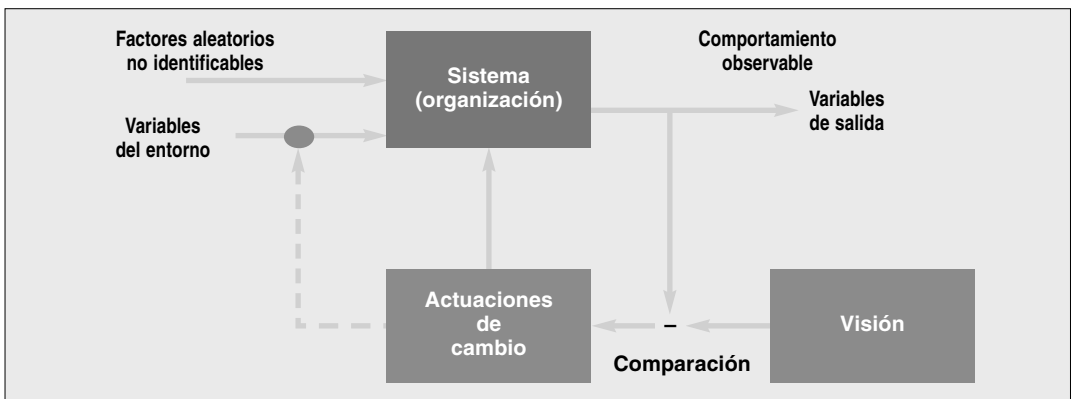 Factores aleatorios
no identificables
Sistema
(organización)
Comportamiento
observable
Variables
de salida
Variables
del entorno
Actuaciones
de
cambio
–
Comparación
Visión